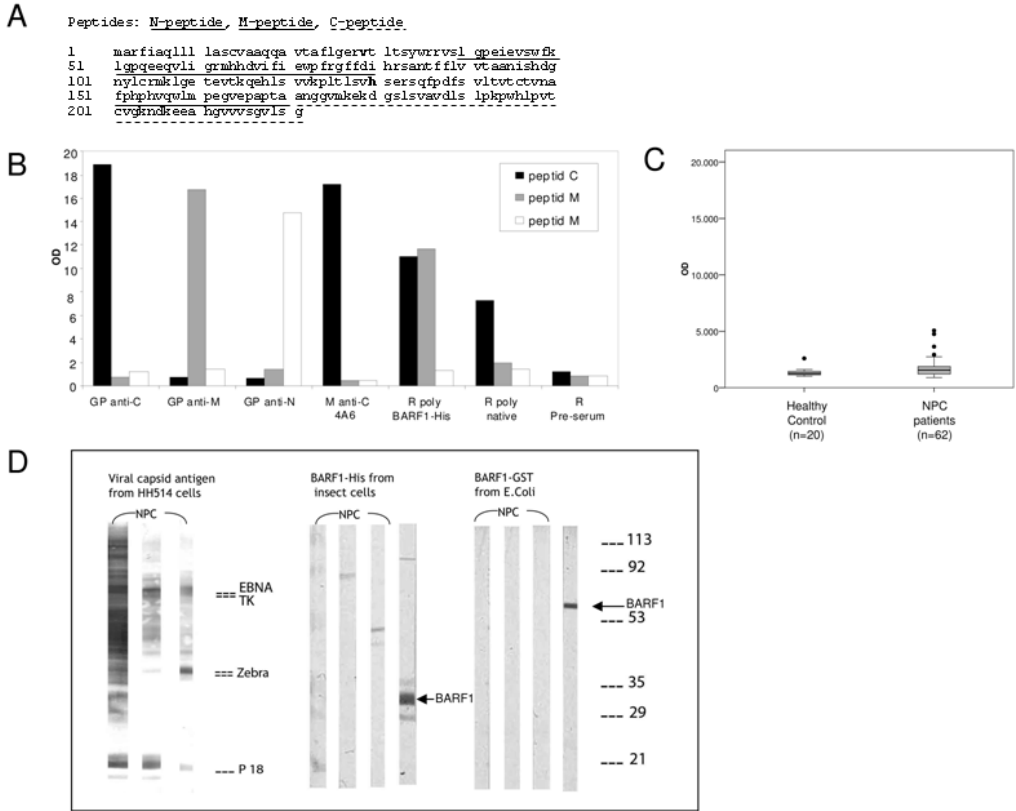 A
Peptides: N-peptide, M-peptide, C-peptide
1 marfiaqlll lascvaaqqa vtaflgervt ltsywrrvsl gpeievswfk
51 lgpqeeqvli grmhhdvifi ewpfrgffdi hrsantfflv vtaanishdg
101 nylcrmklge tevtkqehls vvkpltlsvh sersqfpdfs vltvtctvna
151 fphphvqwlm pegvepapta anggvmkekd gslsvavdls lpkpwhlpvt
201 cvgkndkeea hgvvvsgvls g
B
20
18
16
14
12
10
8
6
4
2
0
OD
peptid C
peptid M
peptid M
GP anti-C
GP anti-M
GP anti-N
M anti-C 4A6
R poly BARF1-His
R poly native
R Pre-serum
C
20.000
15.000
10.000
5.000
0
OD
Healthy Control (n=20)
NPC patients (n=62)
D
Viral capsid antigen
from HH514 cells
NPC
EBNA
TK
Zebra
P 18
BARF1-His from
insect cells
NPC
BARF1
BARF1-GST
from E.Coli
NPC
113
92
BARF1
53
35
29
21